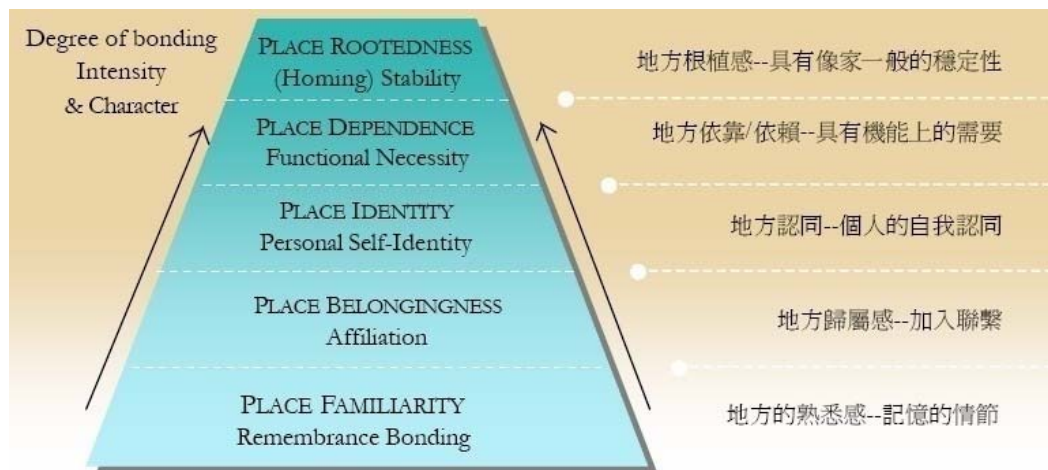 Degree of bonding
Intensity
& Character
PLACE ROOTEDNESS
(Homing) Stability
地方根植感--具有像家一般的穩定性
PLACE DEPENDENCE
Functional Necessity
地方依靠/依賴--具有機能上的需要
PLACE IDENTITY
Personal Self-Identity
地方認同--個人的自我認同
PLACE BELONGINGNESS
Affiliation
地方歸屬感--加入聯繫
PLACE FAMILIARITY
Remembrance Bonding
地方的熟悉感--記憶的情節